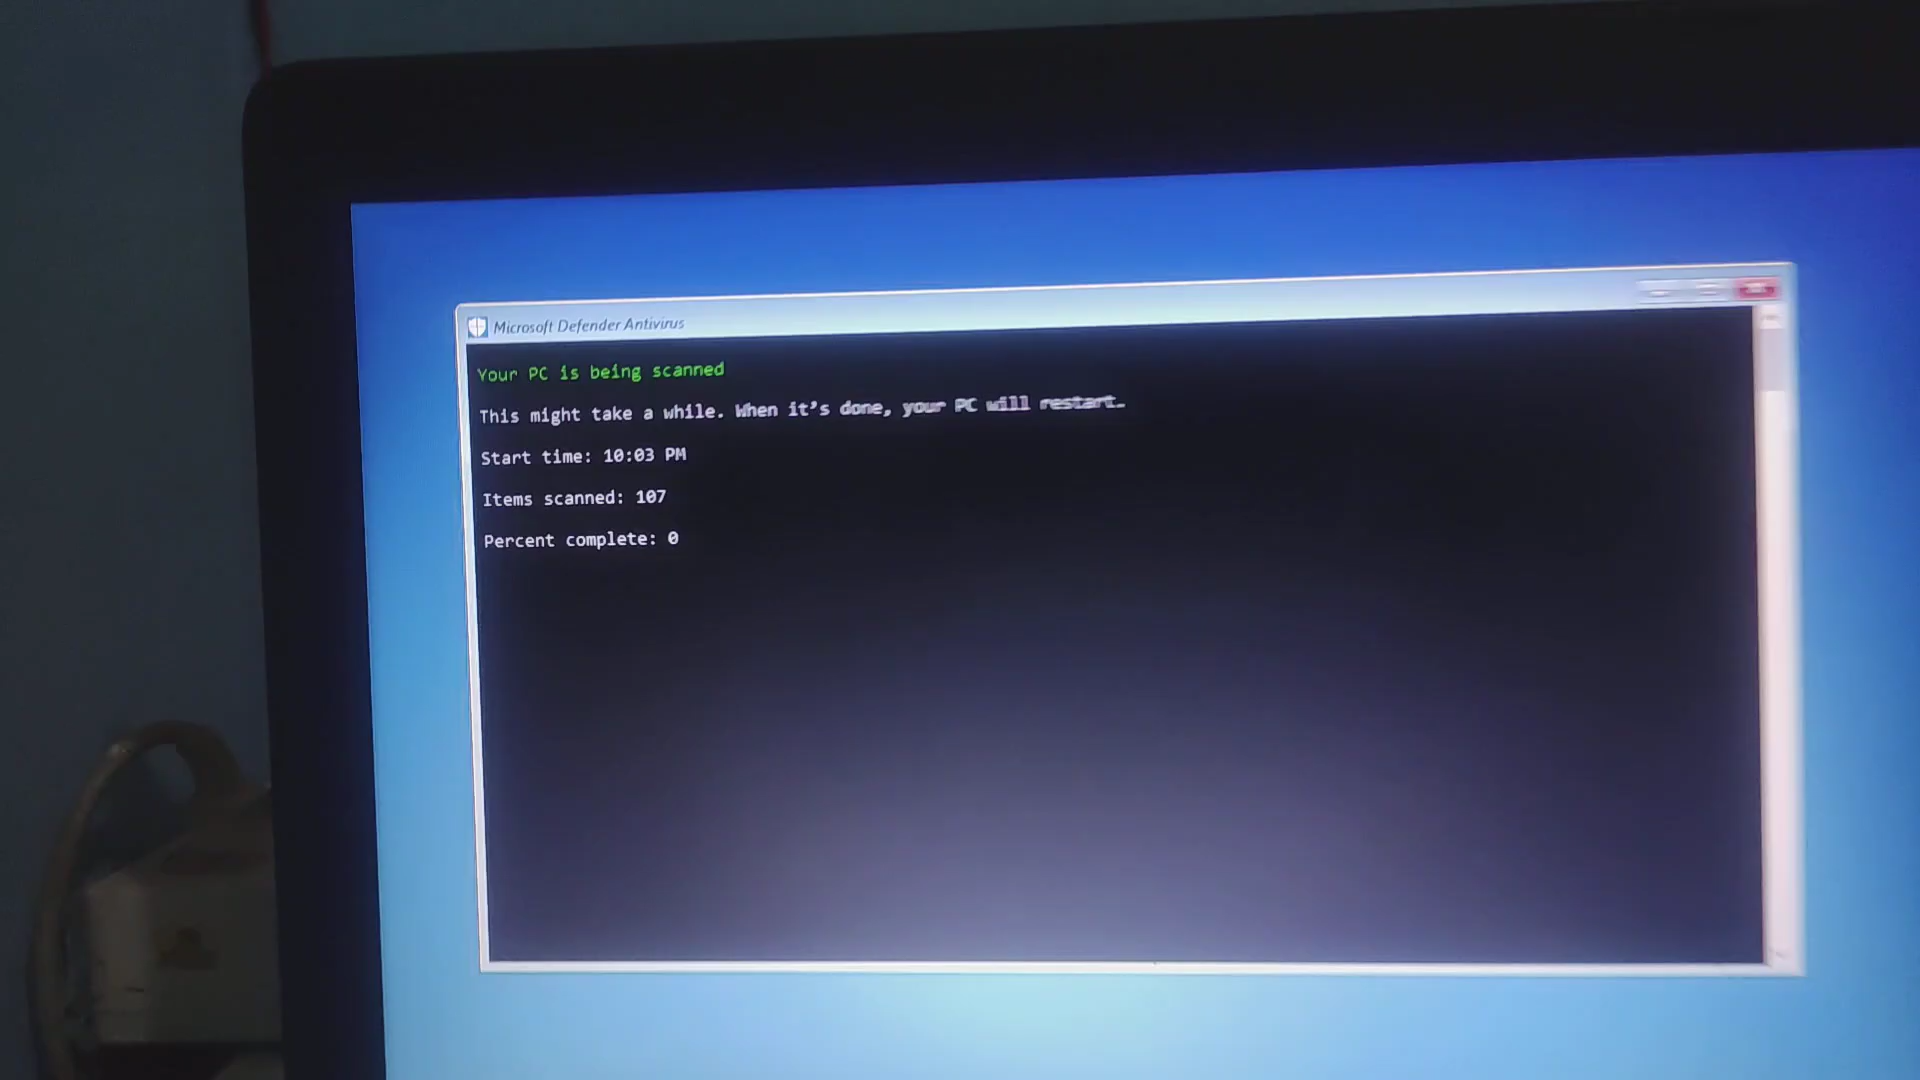 Microsoft Defender Antivirus
Your PC is being scanned
This might take a while. When it's done, your PC will restart.
Start time: 10:03 PM
Items scanned: 107
Percent complete: 0